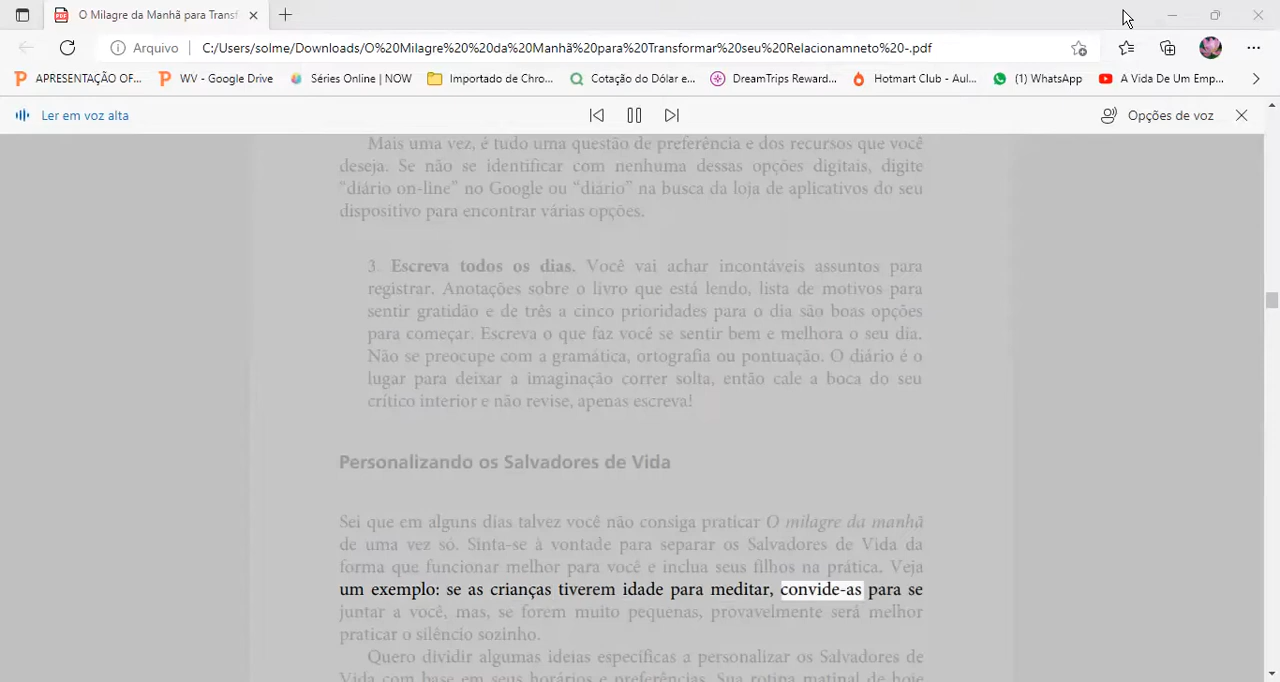 O Milagre da Manhã para Transf
Arquivo C:/Users/solme/Downloads/O%20Milagre%20%20da%20Manhã%20para%20Transformar%20seu%20Relacionamneto%20-.pdf
APRESENTAÇÃO OF... WV - Google Drive Séries Online | NOW Importado de Chro... Cotação do Dólar e... DreamTrips Reward... Hotmart Club - Aul... (1) WhatsApp A Vida De Um Emp...
Ler em voz alta Opções de voz
Mais uma vez, é tudo uma questão de preferência e dos recursos que você
deseja. Se não se identificar com nenhuma dessas opções digitais, digite
“diário on-line” no Google ou “diário” na busca da loja de aplicativos do seu
dispositivo para encontrar várias opções.
3. Escreva todos os dias. Você vai achar incontáveis assuntos para
registrar. Anotações sobre o livro que está lendo, lista de motivos para
sentir gratidão e de três a cinco prioridades para o dia são boas opções
para começar. Escreva o que faz você se sentir bem e melhora o seu dia.
Não se preocupe com a gramática, ortografia ou pontuação. O diário é o
lugar para deixar a imaginação correr solta, então cale a boca do seu
crítico interior e não revise, apenas escreva!
Personalizando os Salvadores de Vida
Sei que em alguns dias talvez você não consiga praticar O milagre da manhã
de uma vez só. Sinta-se à vontade para separar os Salvadores de Vida da
forma que funcionar melhor para você e inclua seus filhos na prática. Veja
um exemplo: se as crianças tiverem idade para meditar, convide-as para se
juntar a você, mas, se forem muito pequenas, provavelmente será melhor
praticar o silêncio sozinho.
Quero dividir algumas ideias específicas a personalizar os Salvadores de
Vida com base em seus horários e preferências. Sua rotina matinal de hoje